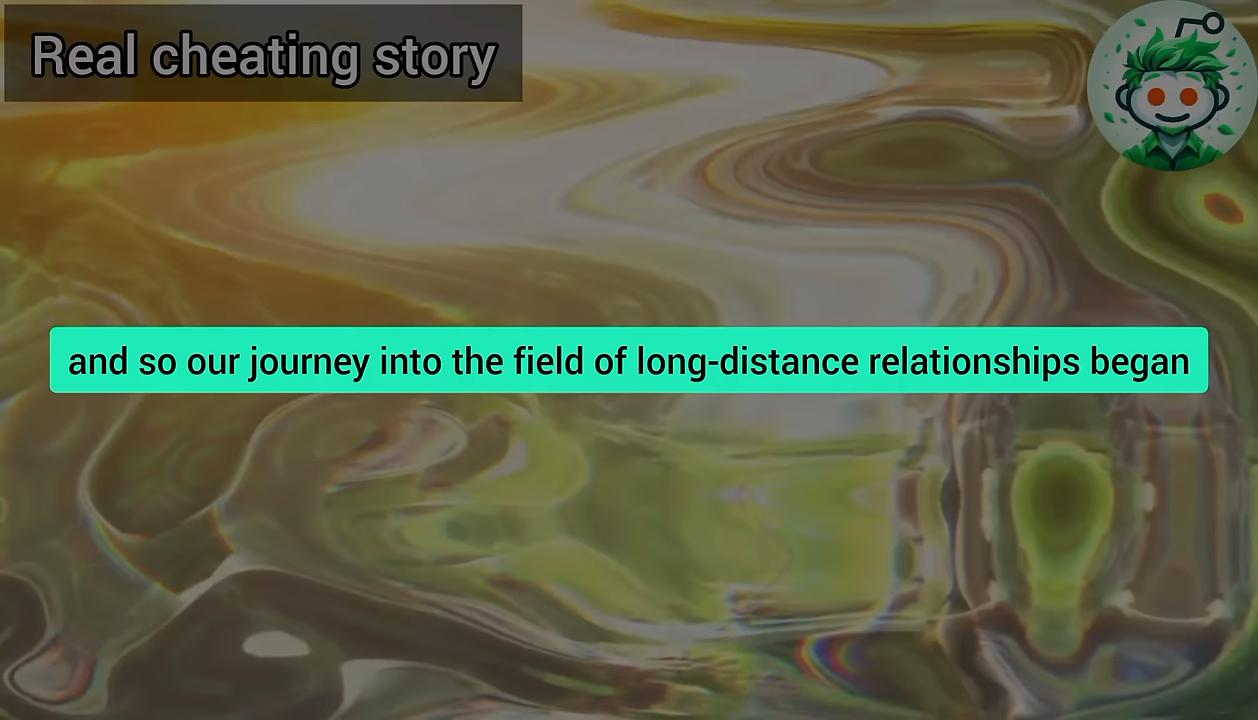 Real cheating story
and so our journey into the field of long-distance relationships began